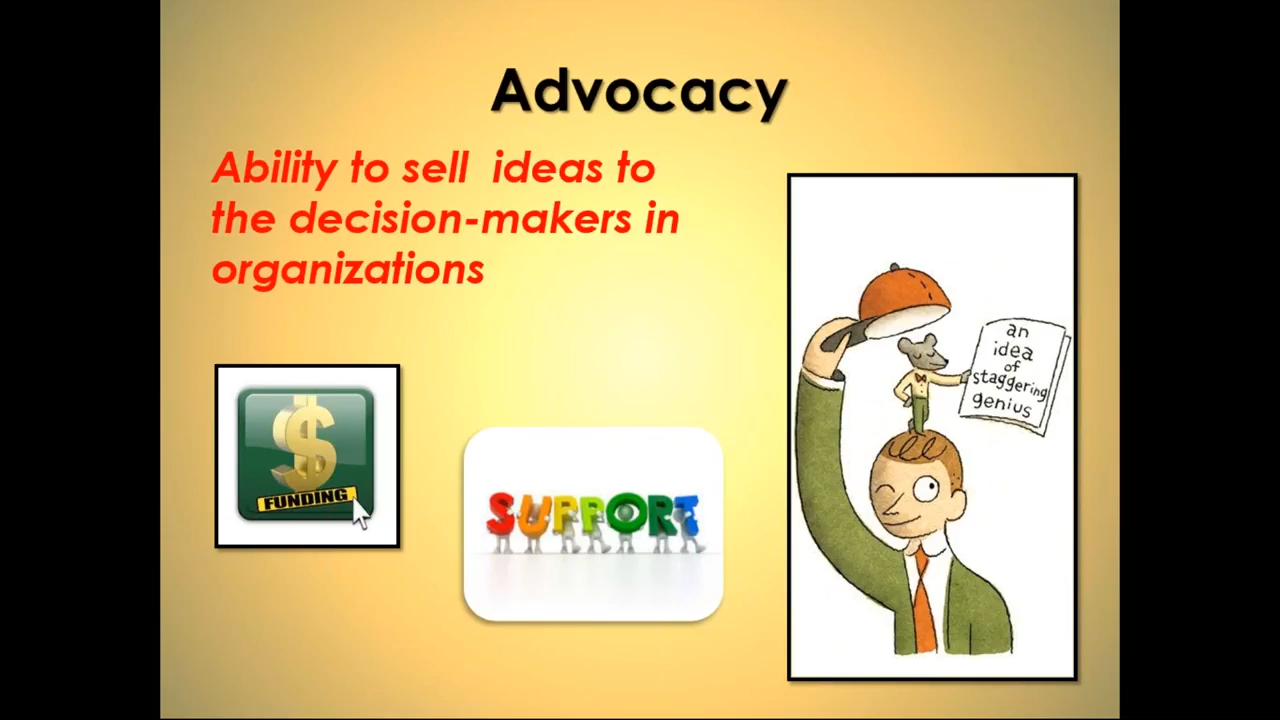 Advocacy
Ability to sell ideas to
the decision-makers in
organizations
$
FUNDING
SUPPORT
an
idea
of
staggering
genius